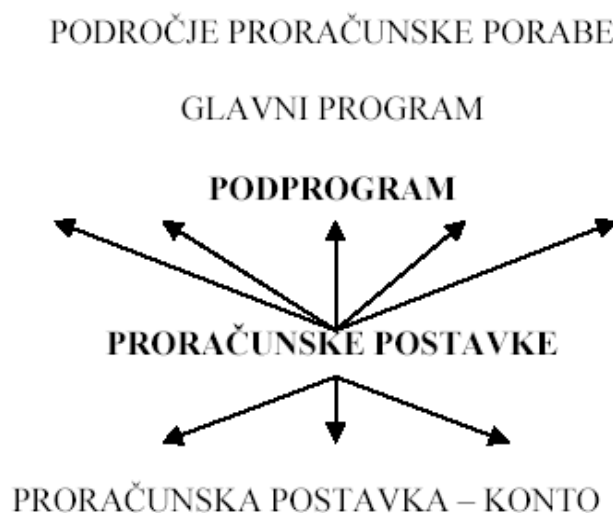 PODROČJE PRORAČUNSKE PORABE
GLAVNI PROGRAM
PODPROGRAM
PRORAČUNSKE POSTAVKE
PRORAČUNSKA POSTAVKA – KONTO